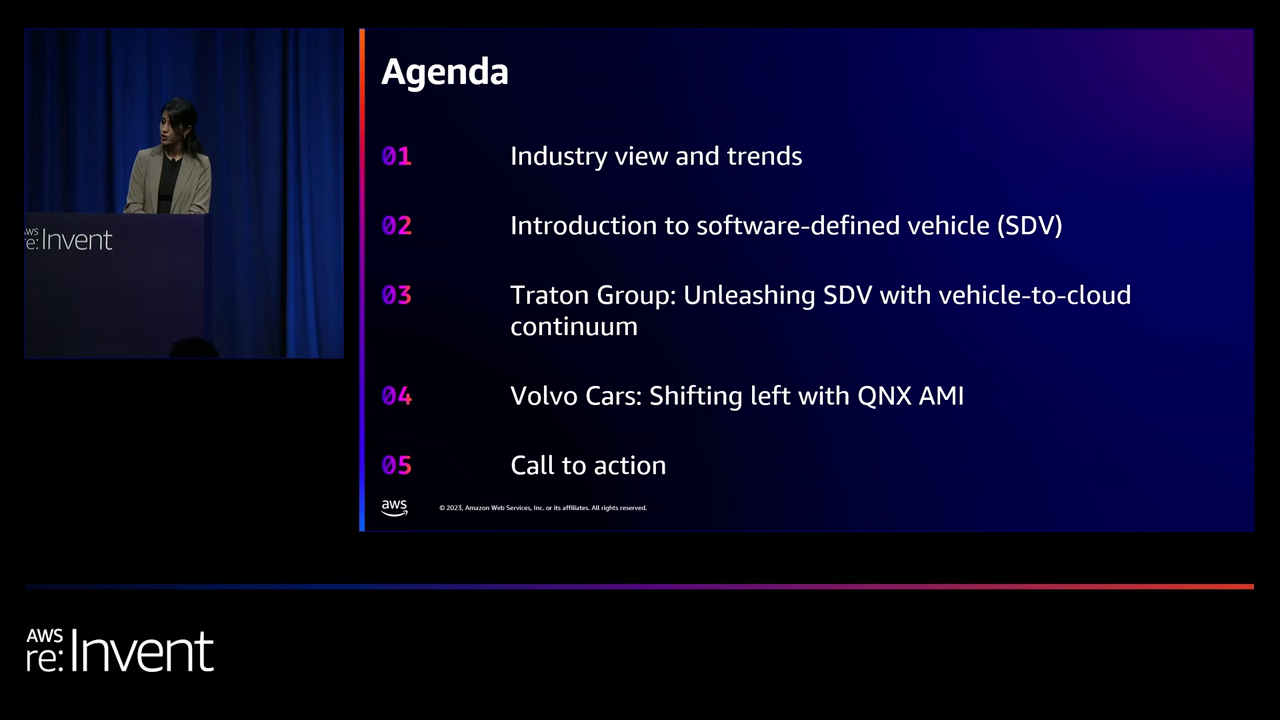 Agenda
01 Industry view and trends
02 Introduction to software-defined vehicle (SDV)
03 Traton Group: Unleashing SDV with vehicle-to-cloud
continuum
04 Volvo Cars: Shifting left with QNX AMI
05 Call to action
aws © 2023, Amazon Web Services, Inc. or its affiliates. All rights reserved.
re:Invent
AWS
re:Invent